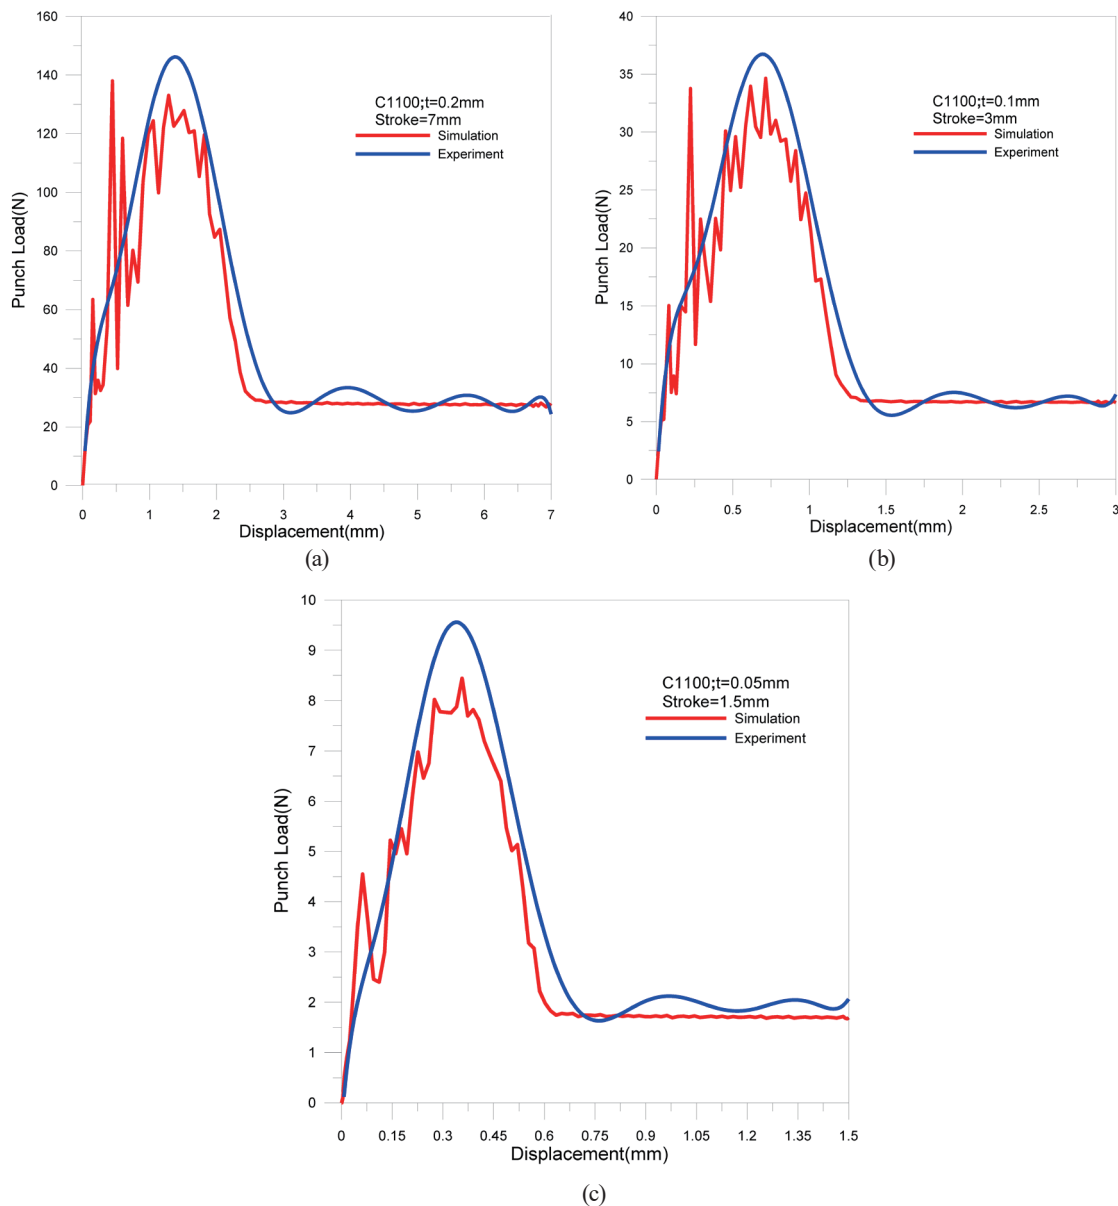 160
140
120
100
80
60
40
20
0
Punch Load(N)
C1100;t=0.2mm
Stroke=7mm
Simulation
Experiment
0 1 2 3 4 5 6 7
Displacement(mm)
(a)
40
35
30
25
20
15
10
5
0
Punch Load(N)
C1100;t=0.1mm
Stroke=3mm
Simulation
Experiment
0 0.5 1 1.5 2 2.5 3
Displacement(mm)
(b)
10
9
8
7
6
5
4
3
2
1
0
Punch Load(N)
C1100;t=0.05mm
Stroke=1.5mm
Simulation
Experiment
0 0.15 0.3 0.45 0.6 0.75 0.9 1.05 1.2 1.35 1.5
Displacement(mm)
(c)